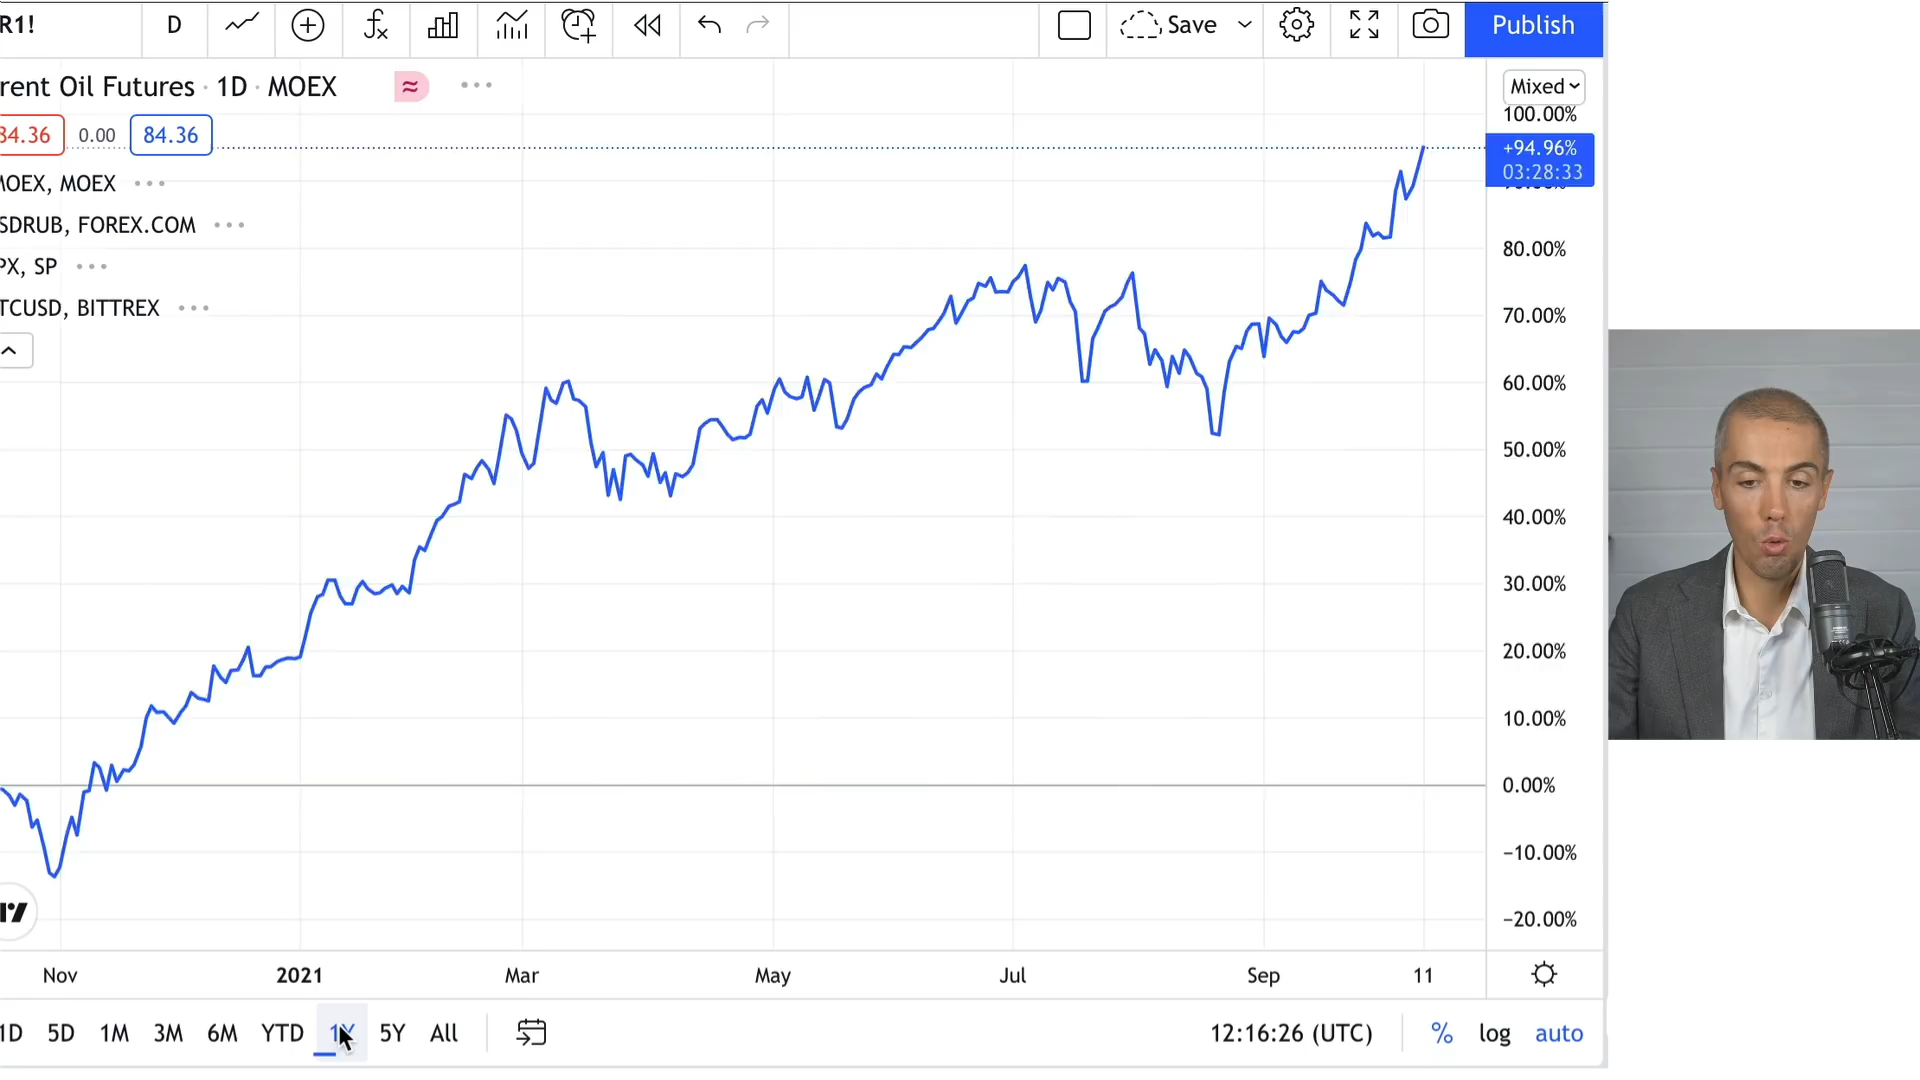 R1! D Save Publish
rent Oil Futures · 1D · MOEX
Mixed
100.00%
84.36 0.00 84.36
+94.96%
03:28:33
MOEX, MOEX
SDRUB, FOREX.COM
80.00%
PX, SP
TCUSD, BITTREX
70.00%
60.00%
50.00%
40.00%
30.00%
20.00%
10.00%
0.00%
−10.00%
−20.00%
Nov 2021 Mar May Jul Sep 11
1D 5D 1M 3M 6M YTD 1Y 5Y All 12:16:26 (UTC) % log auto